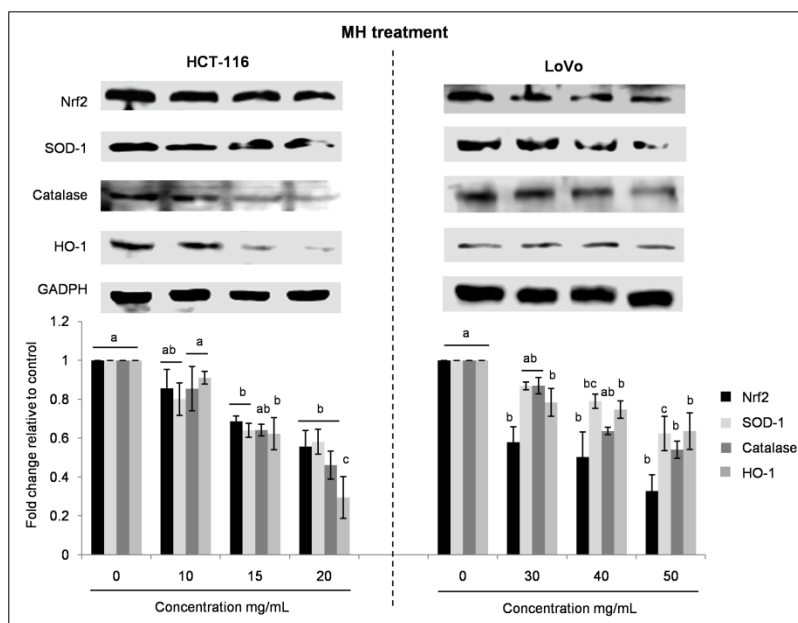 MH treatment
HCT-116
LoVo
Nrf2
SOD-1
Catalase
HO-1
GADPH
Fold change relative to control
1.2
1
0.8
0.6
0.4
0.2
0
a
ab a
b ab b
b
c
0 10 15 20
Concentration mg/mL
a
b ab b
b bc ab b
b c b b
0 30 40 50
Concentration mg/mL
Nrf2
SOD-1
Catalase
HO-1